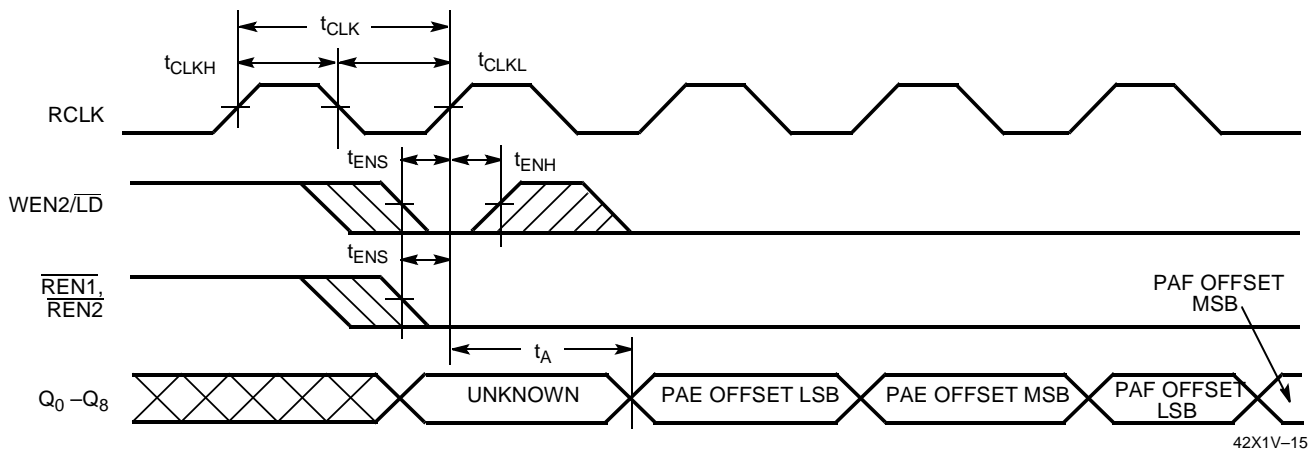 tCLK
tCLKH
tCLKL
RCLK
tENS
tENH
WEN2/LD
tENS
REN1,
REN2
PAF OFFSET
MSB
tA
Q0 –Q8
UNKNOWN
PAE OFFSET LSB
PAE OFFSET MSB
PAF OFFSET
LSB
42X1V–15